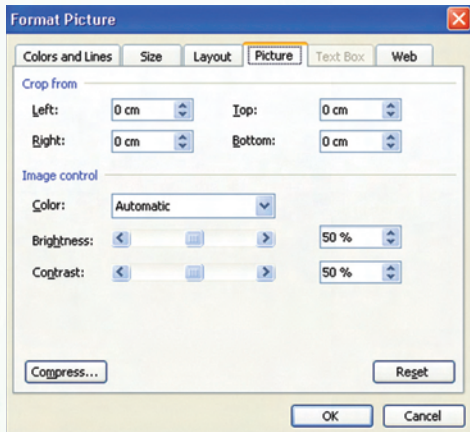 Format Picture
Colors and Lines Size Layout Picture Text Box Web
Crop from
Left: 0 cm Top: 0 cm
Right: 0 cm Bottom: 0 cm
Image control
Color: Automatic
Brightness: 50 %
Contrast: 50 %
Compress... Reset
OK Cancel